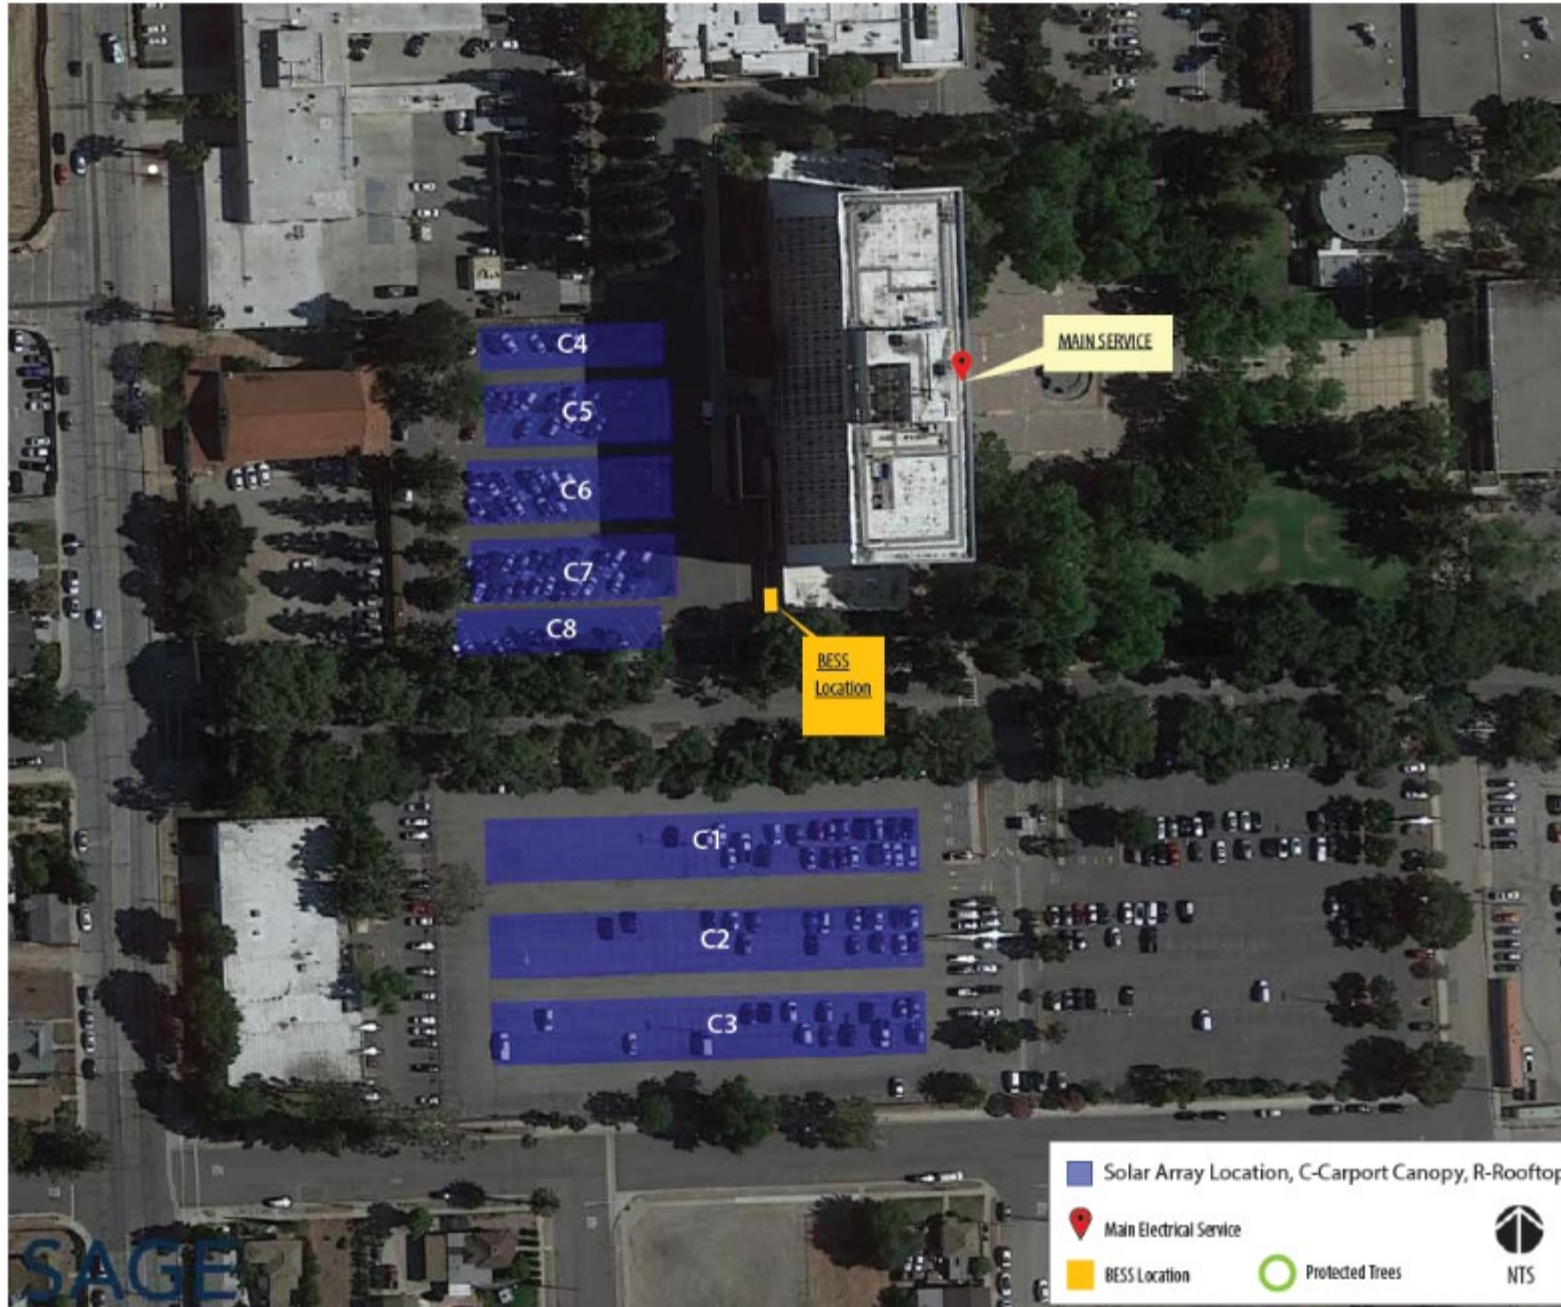 C4
MAIN SERVICE
C5
C6
C7
C8
BESS
Location
C1
C2
C3
Solar Array Location, C-Carport Canopy, R-Rooftop
Main Electrical Service
BESS Location
Protected Trees
NTS
SAGE